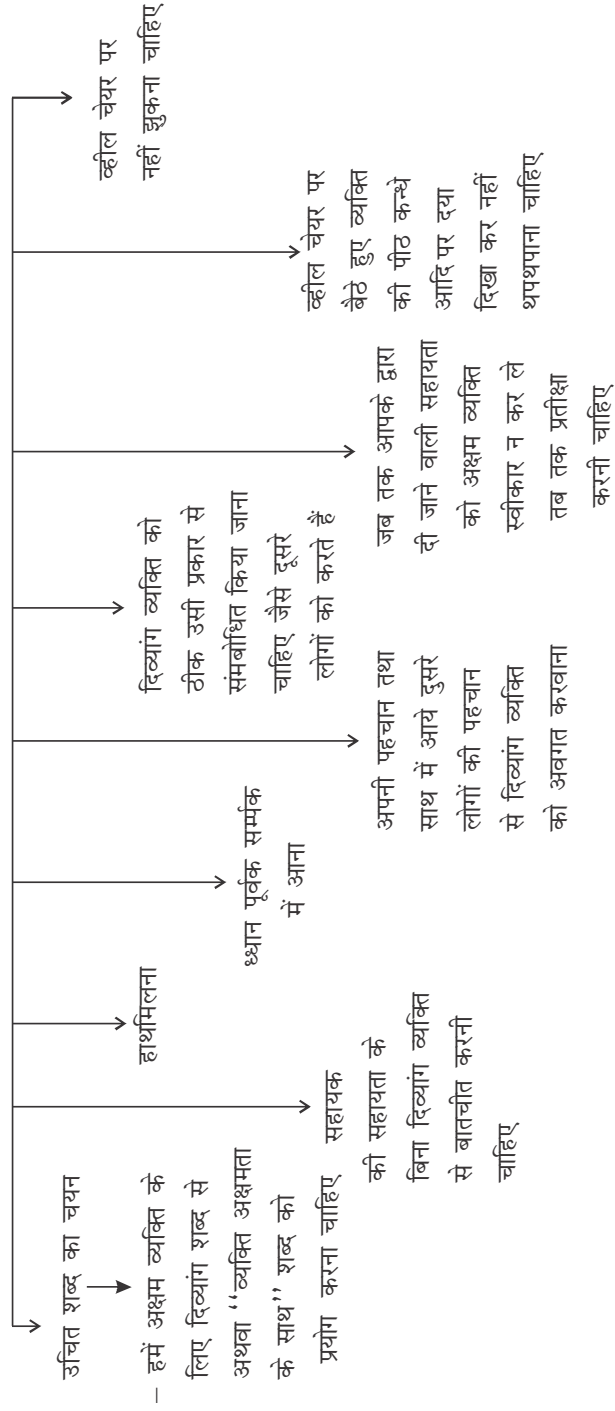 उचित शब्द का चयन
– हमें अक्षम व्यक्ति के
लिए दिव्यांग शब्द से
अथवा ‘‘व्यक्ति अक्षमता
के साथ’’ शब्द को
प्रयोग करना चाहिए
सहायक
की सहायता के
बिना दिव्यांग व्यक्ति
से बातचीत करनी
चाहिए
हाथमिलना
ध्धान पूर्वक सर्म्पक
में आना
अपनी पहचान तथा
साथ में आये दुसरे
लोगों की पहचान
से दिव्यांग व्यक्ति
को अवगत करवाना
दिव्यांग व्यक्ति को
ठीक उसी प्रकार से
संमबोधित किया जाना
चाहिए जैसे दूसरे
लोगों को करते हैं
जब तक आपके द्वारा
दी जाने वाली सहायता
को अक्षम व्यक्ति
स्वीकार न कर ले
तब तक प्रतीक्षा
करनी चाहिए
व्हील चेयर पर
बैठे हुए व्यक्ति
की पीठ कन्धे
आदि पर दया
दिखा कर नहीं
थपथपाना चाहिए
व्हील चेयर पर
नहीं झुकना चाहिए